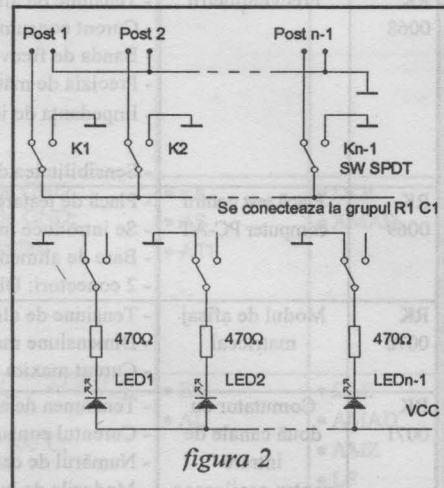 Post 1 Post 2 Post n-1
K1 K2 Kn-1
SW SPDT
Se conecteaza la grupul R1 C1
470Ω 470Ω 470Ω
LED1 LED2 LEDn-1
VCC
figura 2